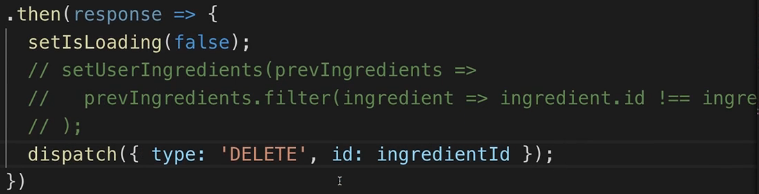 .then(response => {
setIsLoading(false);
// setUserIngredients(prevIngredients =>
//   prevIngredients.filter(ingredient => ingredient.id !== ingre
// );
dispatch({ type: 'DELETE', id: ingredientId });
})